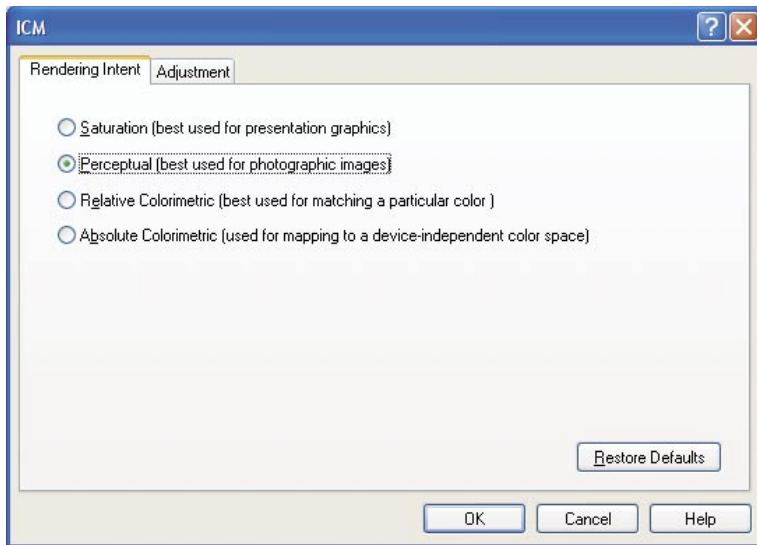 ICM
Rendering Intent
Adjustment
Saturation (best used for presentation graphics)
Perceptual (best used for photographic images)
Relative Colorimetric (best used for matching a particular color )
Absolute Colorimetric (used for mapping to a device-independent color space)
Restore Defaults
OK
Cancel
Help